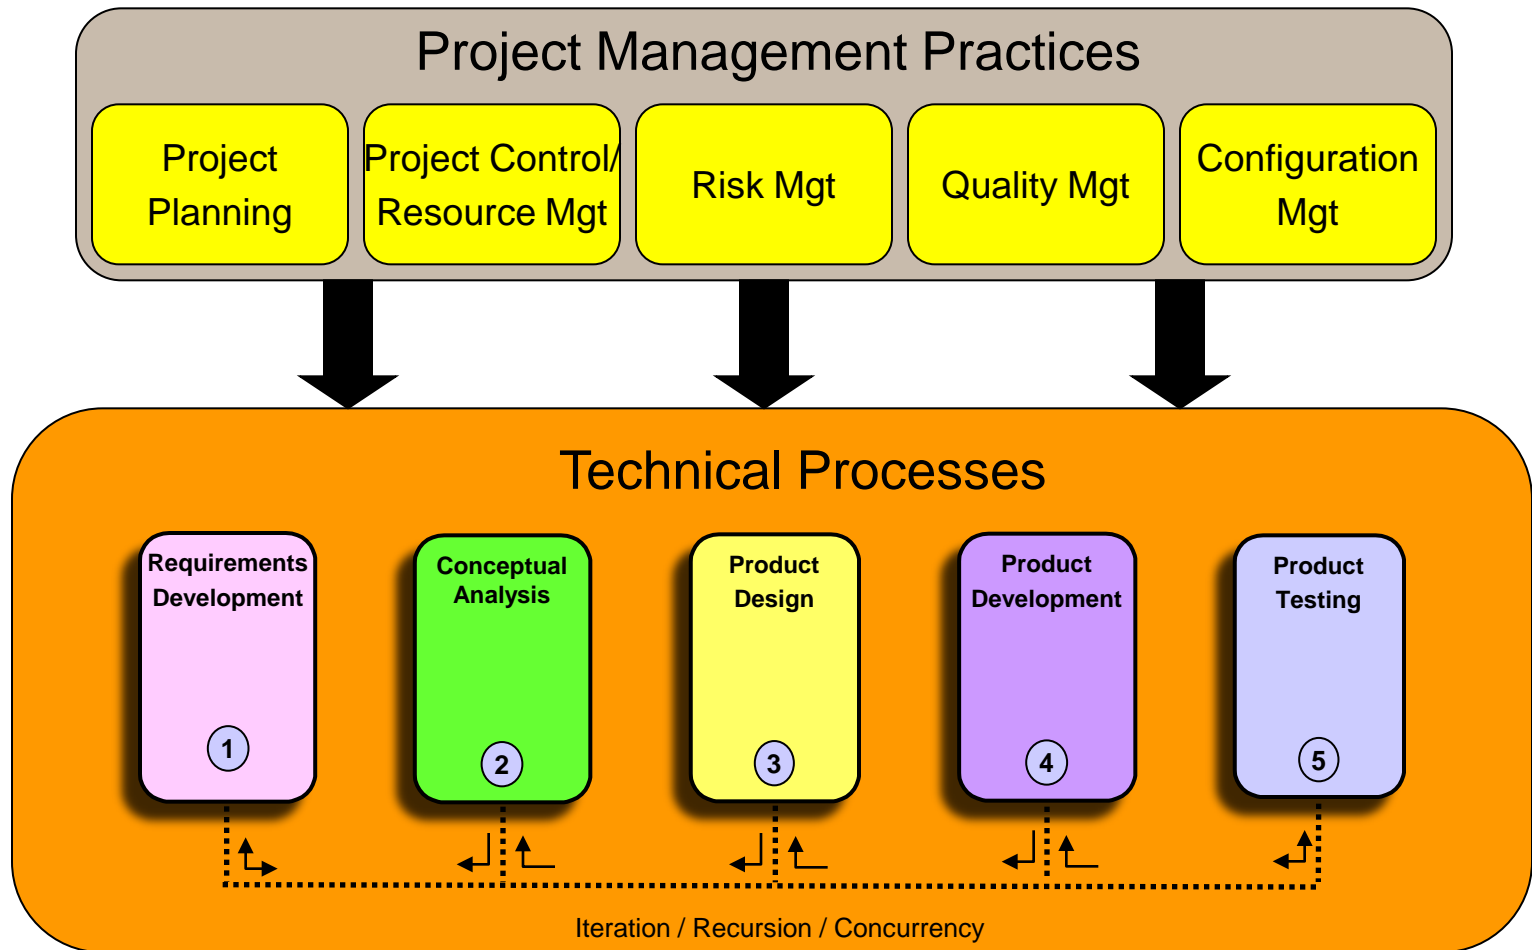 Project Management Practices
Project
Planning
Project Control/
Resource Mgt
Risk Mgt
Quality Mgt
Configuration
Mgt
Technical Processes
Requirements
Development
1
Conceptual
Analysis
2
Product
Design
3
Product
Development
4
Product
Testing
5
Iteration / Recursion / Concurrency